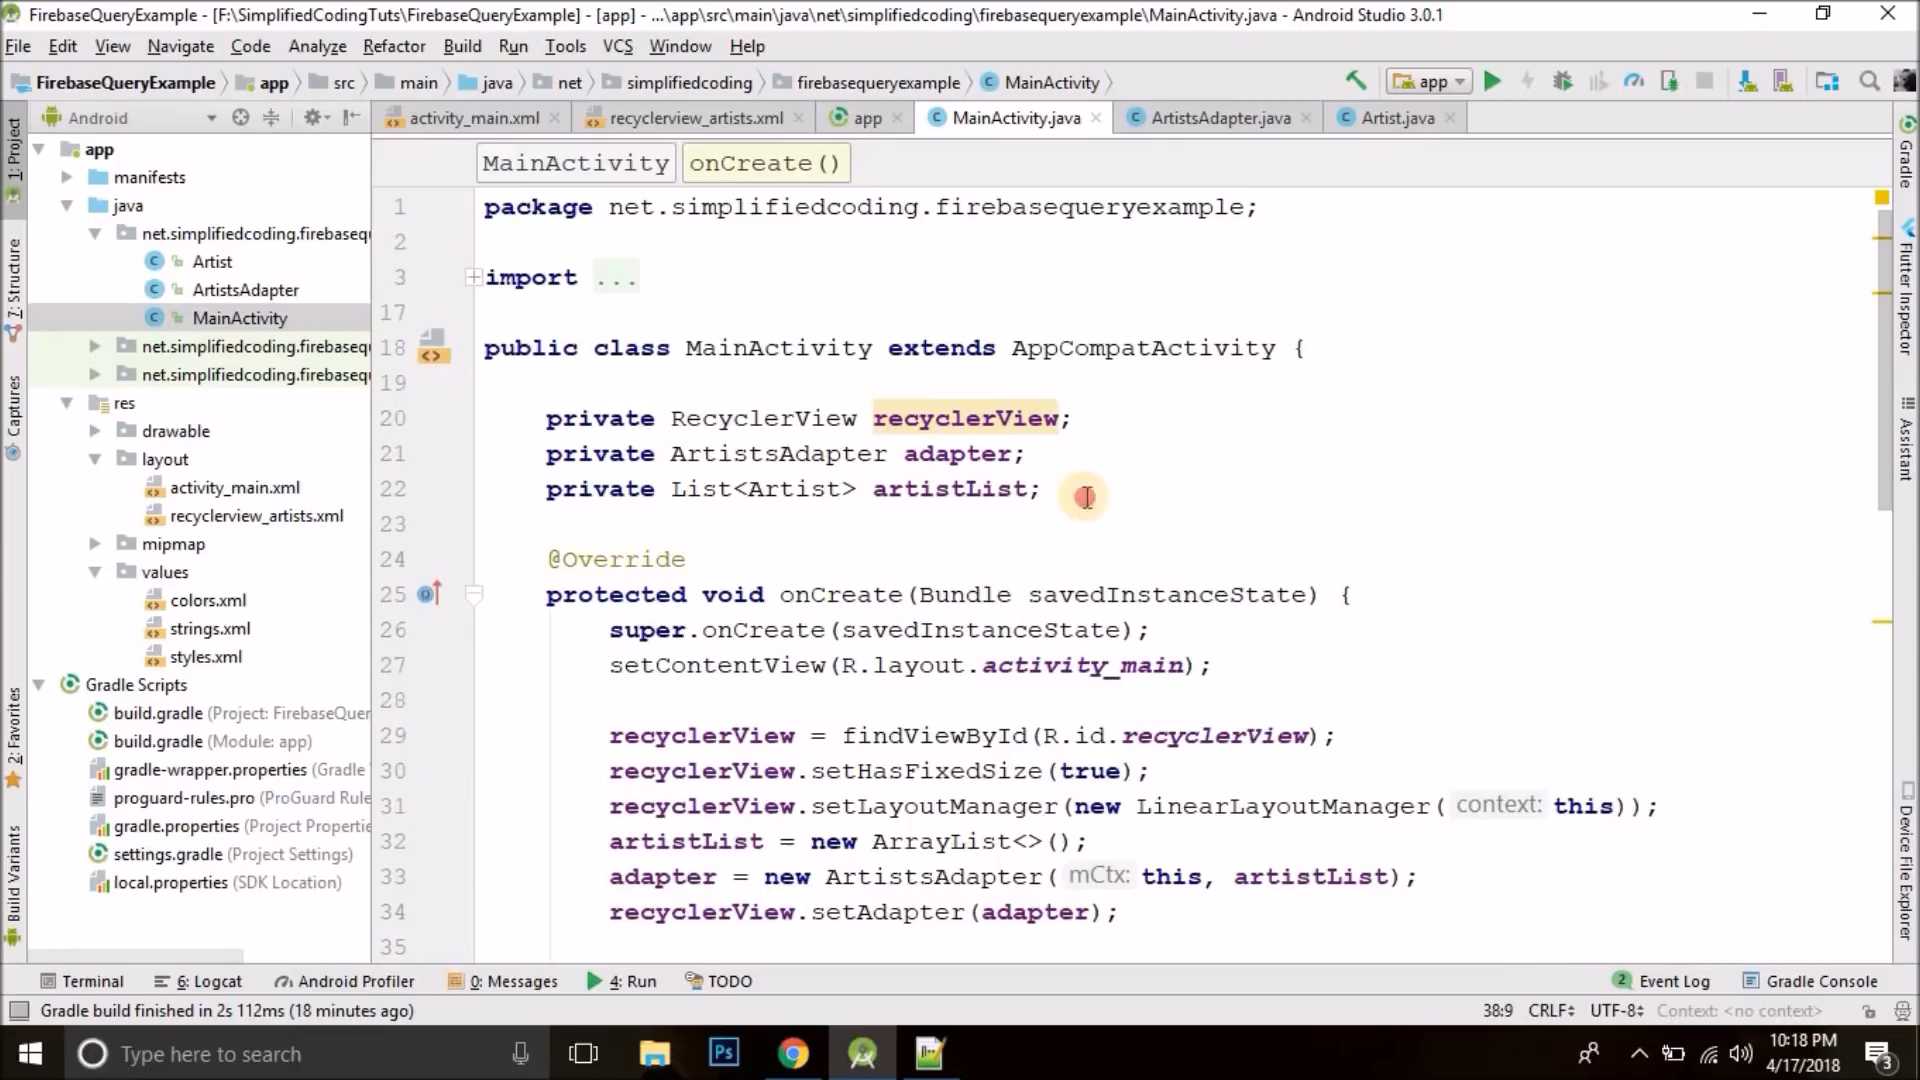 FirebaseQueryExample - [F:\SimplifiedCodingTuts\FirebaseQueryExample] - [app] - ...\app\src\main\java\net\simplifiedcoding\firebasequeryexample\MainActivity.java - Android Studio 3.0.1
File Edit View Navigate Code Analyze Refactor Build Run Tools VCS Window Help
FirebaseQueryExample app src main java net simplifiedcoding firebasequeryexample MainActivity app
Android activity_main.xml recyclerview_artists.xml app MainActivity.java ArtistsAdapter.java Artist.java
MainActivity onCreate()
1: Project
7: Structure
Captures
2: Favorites
Build Variants
app
manifests
java
net.simplifiedcoding.firebaseq
Artist
ArtistsAdapter
MainActivity
net.simplifiedcoding.firebaseq
net.simplifiedcoding.firebaseq
res
drawable
layout
activity_main.xml
recyclerview_artists.xml
mipmap
values
colors.xml
strings.xml
styles.xml
Gradle Scripts
build.gradle (Project: FirebaseQuer
build.gradle (Module: app)
gradle-wrapper.properties (Gradle
proguard-rules.pro (ProGuard Rule
gradle.properties (Project Propertie
settings.gradle (Project Settings)
local.properties (SDK Location)
1 package net.simplifiedcoding.firebasequeryexample;
2
3 import ...
17
18 public class MainActivity extends AppCompatActivity {
19
20 private RecyclerView recyclerView;
21 private ArtistsAdapter adapter;
22 private List<Artist> artistList;
23
24 @Override
25 protected void onCreate(Bundle savedInstanceState) {
26 super.onCreate(savedInstanceState);
27 setContentView(R.layout.activity_main);
28
29 recyclerView = findViewById(R.id.recyclerView);
30 recyclerView.setHasFixedSize(true);
31 recyclerView.setLayoutManager(new LinearLayoutManager( context: this));
32 artistList = new ArrayList<>();
33 adapter = new ArtistsAdapter( mCtx: this, artistList);
34 recyclerView.setAdapter(adapter);
35
Gradle
Flutter Inspector
Assistant
Device File Explorer
Terminal 6: Logcat Android Profiler 0: Messages 4: Run TODO 2 Event Log Gradle Console
Gradle build finished in 2s 112ms (18 minutes ago) 38:9 CRLF UTF-8 Context: <no context>
Type here to search Ps 10:18 PM
4/17/2018 3